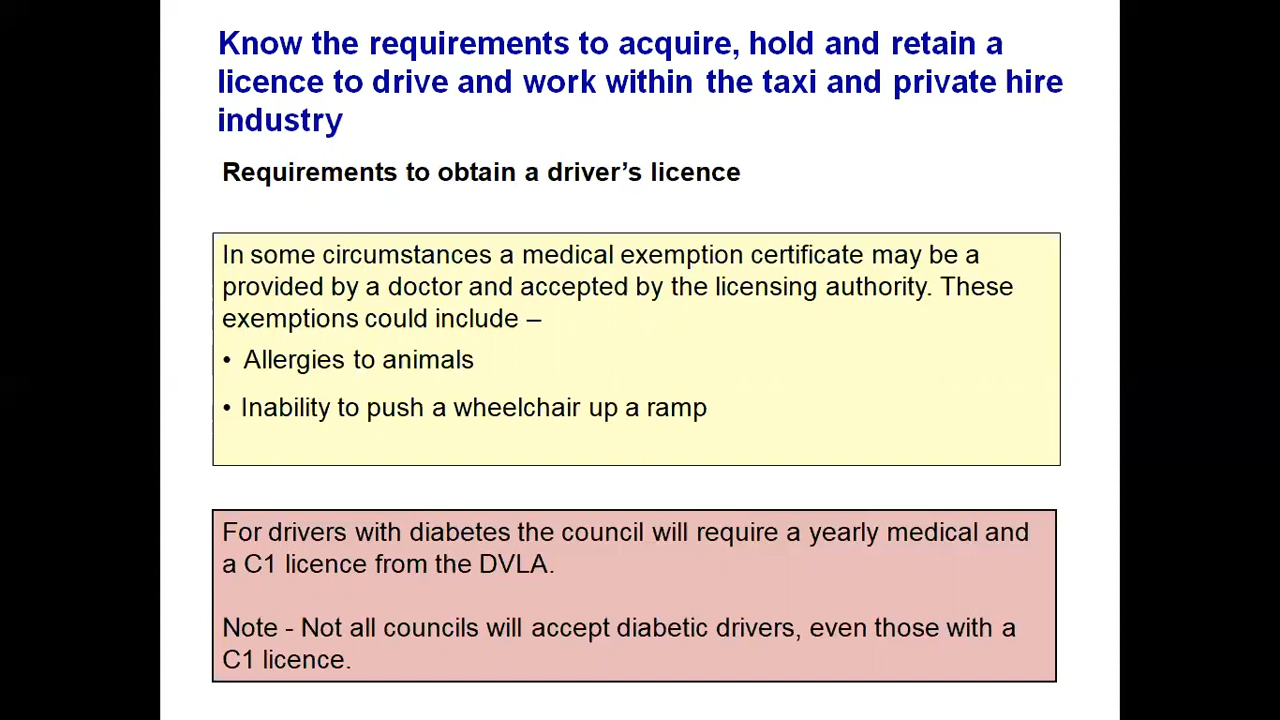 Know the requirements to acquire, hold and retain a
licence to drive and work within the taxi and private hire
industry
Requirements to obtain a driver’s licence
In some circumstances a medical exemption certificate may be a
provided by a doctor and accepted by the licensing authority. These
exemptions could include –
• Allergies to animals
• Inability to push a wheelchair up a ramp
For drivers with diabetes the council will require a yearly medical and
a C1 licence from the DVLA.
Note - Not all councils will accept diabetic drivers, even those with a
C1 licence.